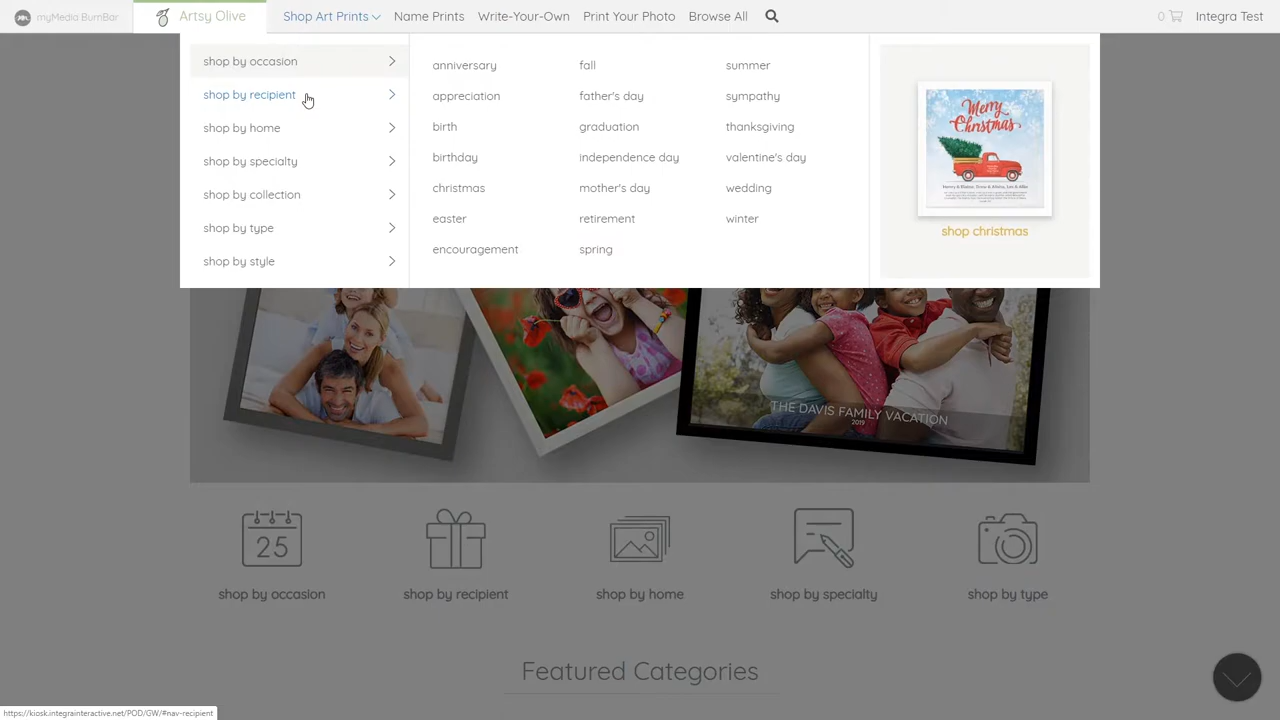 myMedia BurnBar
Artsy Olive
Shop Art Prints
Name Prints
Write-Your-Own
Print Your Photo
Browse All
0
Integra Test
shop by occasion
shop by recipient
shop by home
shop by specialty
shop by collection
shop by type
shop by style
anniversary
appreciation
birth
birthday
christmas
easter
encouragement
fall
father's day
graduation
independence day
mother's day
retirement
spring
summer
sympathy
thanksgiving
valentine's day
wedding
winter
Merry
Christmas
shop christmas
THE DAVIS FAMILY VACATION
2019
25
shop by occasion
shop by recipient
shop by home
shop by specialty
shop by type
Featured Categories
https://kiosk.integrainteractive.net/POD/GW/#nav-recipient